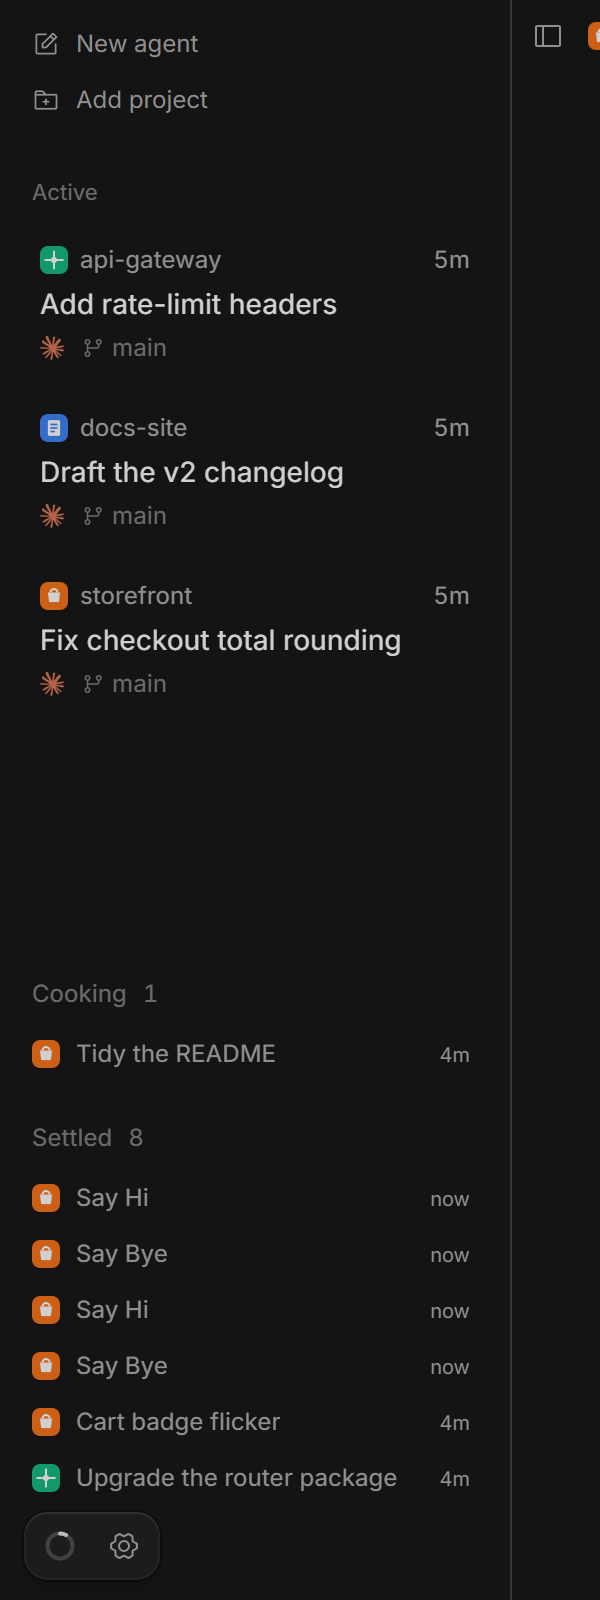 New agent
Add project
Active
api-gateway 5m
Add rate-limit headers
main
docs-site 5m
Draft the v2 changelog
main
storefront 5m
Fix checkout total rounding
main
Cooking 1
Tidy the README 4m
Settled 8
Say Hi now
Say Bye now
Say Hi now
Say Bye now
Cart badge flicker 4m
Upgrade the router package 4m